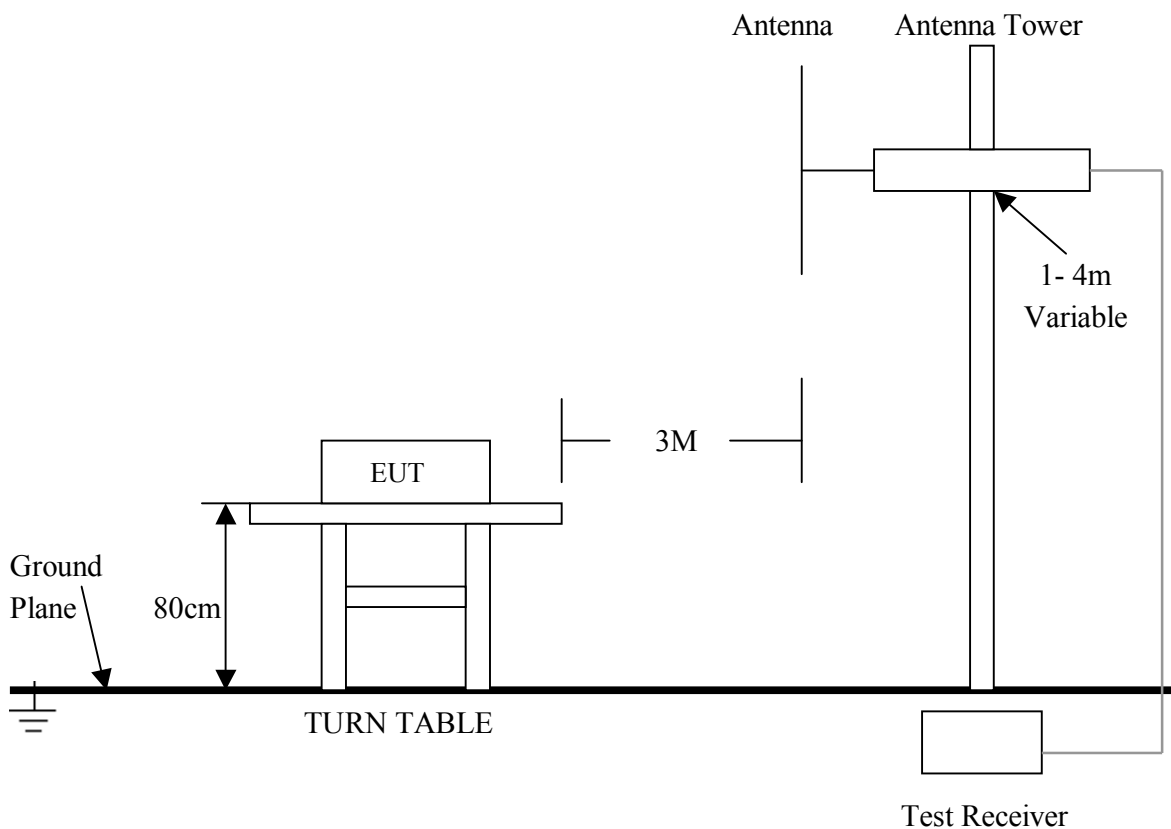 Antenna
Antenna Tower
1- 4m
Variable
3M
EUT
Ground
Plane
80cm
TURN TABLE
Test Receiver